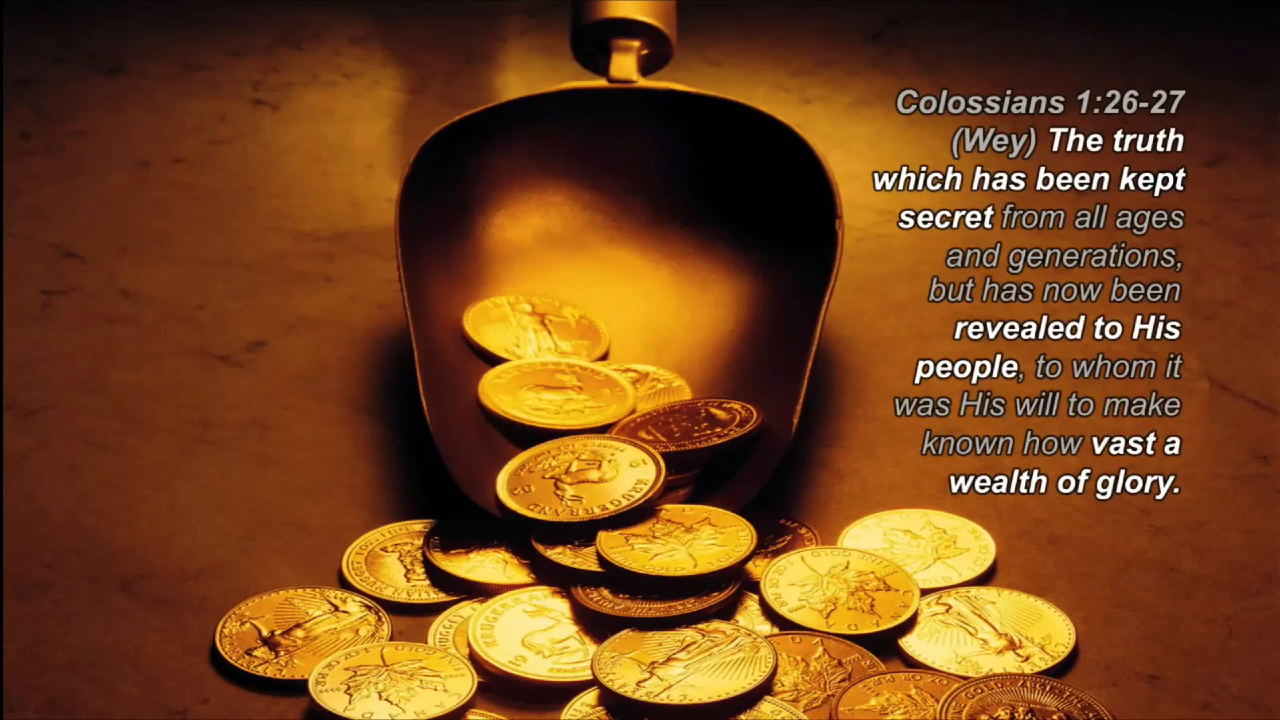 Colossians 1:26-27
(Wey) The truth
which has been kept
secret from all ages
and generations,
but has now been
revealed to His
people, to whom it
was His will to make
known how vast a
wealth of glory.
KRUGERRAND